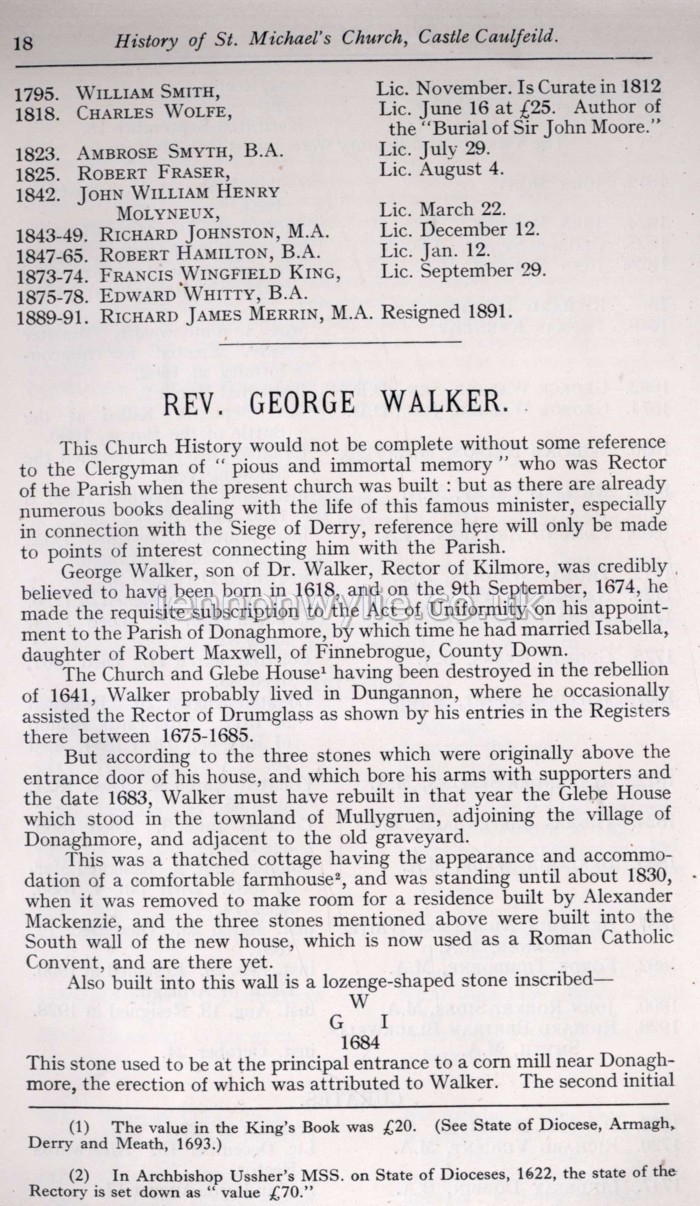 18 History of St. Michael's Church, Castle Caulfeild.
1795. WILLIAM SMITH, Lic. November. Is Curate in 1812
1818. CHARLES WOLFE, Lic. June 16 at £25. Author of
the "Burial of Sir John Moore."
1823. AMBROSE SMYTH, B.A. Lic. July 29.
1825. ROBERT FRASER, Lic. August 4.
1842. JOHN WILLIAM HENRY
MOLYNEUX, Lic. March 22.
1843-49. RICHARD JOHNSTON, M.A. Lic. December 12.
1847-65. ROBERT HAMILTON, B.A. Lic. Jan. 12.
1873-74. FRANCIS WINGFIELD KING, Lic. September 29.
1875-78. EDWARD WHITTY, B.A.
1889-91. RICHARD JAMES MERRIN, M.A. Resigned 1891.
REV. GEORGE WALKER.
This Church History would not be complete without some reference
to the Clergyman of " pious and immortal memory " who was Rector
of the Parish when the present church was built : but as there are already
numerous books dealing with the life of this famous minister, especially
in connection with the Siege of Derry, reference here will only be made
to points of interest connecting him with the Parish.
George Walker, son of Dr. Walker, Rector of Kilmore, was credibly
believed to have been born in 1618, and on the 9th September, 1674, he
lennonwylie.co.uk
made the requisite subscription to the Act of Uniformity on his appoint-
ment to the Parish of Donaghmore, by which time he had married Isabella,
daughter of Robert Maxwell, of Finnebrogue, County Down.
The Church and Glebe House¹ having been destroyed in the rebellion
of 1641, Walker probably lived in Dungannon, where he occasionally
assisted the Rector of Drumglass as shown by his entries in the Registers
there between 1675-1685.
But according to the three stones which were originally above the
entrance door of his house, and which bore his arms with supporters and
the date 1683, Walker must have rebuilt in that year the Glebe House
which stood in the townland of Mullygruen, adjoining the village of
Donaghmore, and adjacent to the old graveyard.
This was a thatched cottage having the appearance and accommo-
dation of a comfortable farmhouse², and was standing until about 1830,
when it was removed to make room for a residence built by Alexander
Mackenzie, and the three stones mentioned above were built into the
South wall of the new house, which is now used as a Roman Catholic
Convent, and are there yet.
Also built into this wall is a lozenge-shaped stone inscribed—
W
G I
1684
This stone used to be at the principal entrance to a corn mill near Donagh-
more, the erection of which was attributed to Walker. The second initial
(1) The value in the King's Book was £20. (See State of Diocese, Armagh,
Derry and Meath, 1693.)
(2) In Archbishop Ussher's MSS. on State of Dioceses, 1622, the state of the
Rectory is set down as " value £70."